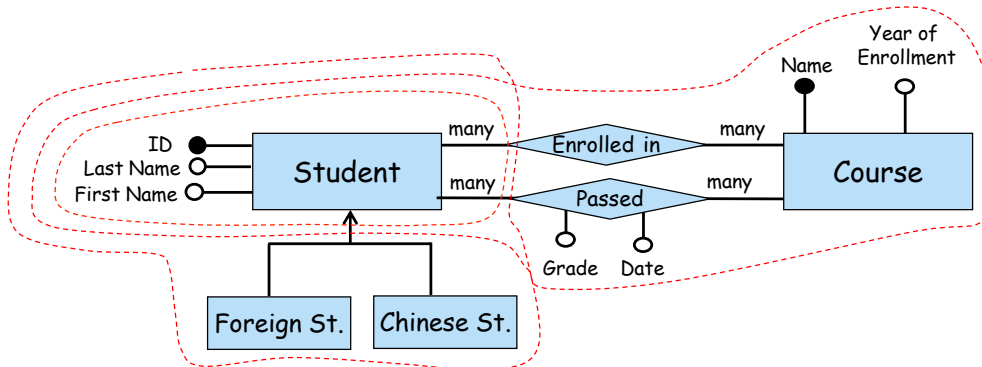 Year of
Enrollment
Name
ID
Last Name
First Name
Student
many
many
Enrolled in
Passed
many
many
Course
Grade
Date
Foreign St.
Chinese St.